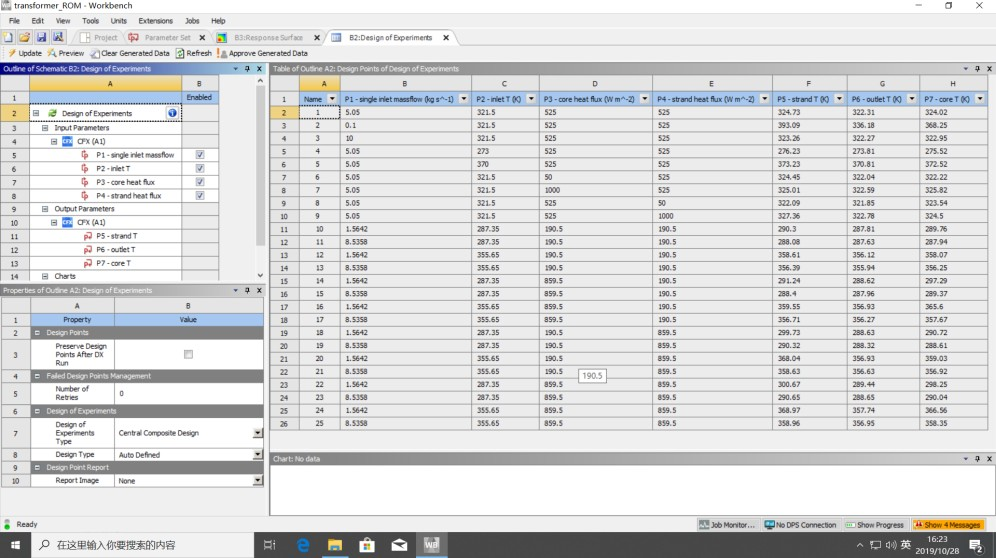 transformer_ROM - Workbench
File Edit View Tools Units Extensions Jobs Help
Project Parameter Set B3:Response Surface B2:Design of Experiments
Update Preview Clear Generated Data Refresh Approve Generated Data
Outline of Schematic B2: Design of Experiments
A B
1 Enabled
2 Design of Experiments
3 Input Parameters
4 CFX (A1)
5 P1 - single inlet massflow
6 P2 - inlet T
7 P3 - core heat flux
8 P4 - strand heat flux
9 Output Parameters
10 CFX (A1)
11 P5 - strand T
12 P6 - outlet T
13 P7 - core T
14 Charts
Properties of Outline A2: Design of Experiments
A B
1 Property Value
2 Design Points
3 Preserve Design Points After DX Run
4 Failed Design Points Management
5 Number of Retries 0
6 Design of Experiments
7 Design of Experiments Type Central Composite Design
8 Design Type Auto Defined
9 Design Point Report
10 Report Image None
Table of Outline A2: Design Points of Design of Experiments
A B C D E F G H
1 Name P1 - single inlet massflow (kg s^-1) P2 - inlet T (K) P3 - core heat flux (W m^-2) P4 - strand heat flux (W m^-2) P5 - strand T (K) P6 - outlet T (K) P7 - core T (K)
2 1 5.05 321.5 525 525 324.73 322.31 324.02
3 2 0.1 321.5 525 525 393.09 336.18 368.25
4 3 10 321.5 525 525 323.26 322.27 322.95
5 4 5.05 273 525 525 276.23 273.81 275.52
6 5 5.05 370 525 525 373.23 370.81 372.52
7 6 5.05 321.5 50 525 324.45 322.04 322.22
8 7 5.05 321.5 1000 525 325.01 322.59 325.82
9 8 5.05 321.5 525 50 322.09 321.85 323.54
10 9 5.05 321.5 525 1000 327.36 322.78 324.5
11 10 1.5642 287.35 190.5 190.5 290.3 287.81 289.76
12 11 8.5358 287.35 190.5 190.5 288.08 287.63 287.94
13 12 1.5642 355.65 190.5 190.5 358.61 356.12 358.07
14 13 8.5358 355.65 190.5 190.5 356.39 355.94 356.25
15 14 1.5642 287.35 859.5 190.5 291.24 288.62 297.29
16 15 8.5358 287.35 859.5 190.5 288.4 287.96 289.37
17 16 1.5642 355.65 859.5 190.5 359.55 356.93 365.6
18 17 8.5358 355.65 859.5 190.5 356.71 356.27 357.67
19 18 1.5642 287.35 190.5 859.5 299.73 288.63 290.72
20 19 8.5358 287.35 190.5 859.5 290.32 288.32 288.61
21 20 1.5642 355.65 190.5 859.5 368.04 356.93 359.03
22 21 8.5358 355.65 190.5 859.5 358.63 356.63 356.92
190.5
23 22 1.5642 287.35 859.5 859.5 300.67 289.44 298.25
24 23 8.5358 287.35 859.5 859.5 290.65 288.65 290.04
25 24 1.5642 355.65 859.5 859.5 368.97 357.74 366.56
26 25 8.5358 355.65 859.5 859.5 358.96 356.95 358.35
Chart: No data
Ready
Job Monitor... No DPS Connection Show Progress Show 4 Messages
在这里输入你要搜索的内容
英
16:23
2019/10/28
2